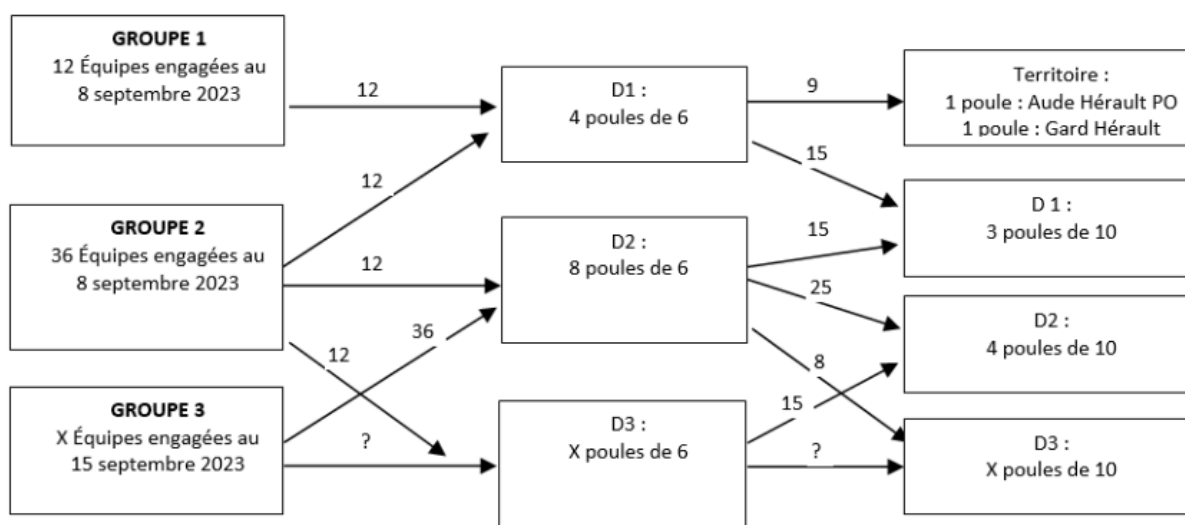 GROUPE 1
12 Équipes engagées au
8 septembre 2023
12
D1 :
4 poules de 6
9
Territoire :
1 poule : Aude Hérault PO
1 poule : Gard Hérault
12
15
D 1 :
3 poules de 10
GROUPE 2
36 Équipes engagées au
8 septembre 2023
12
D2 :
8 poules de 6
15
25
D2 :
4 poules de 10
36
12
8
15
GROUPE 3
X Équipes engagées au
15 septembre 2023
?
D3 :
X poules de 6
?
D3 :
X poules de 10